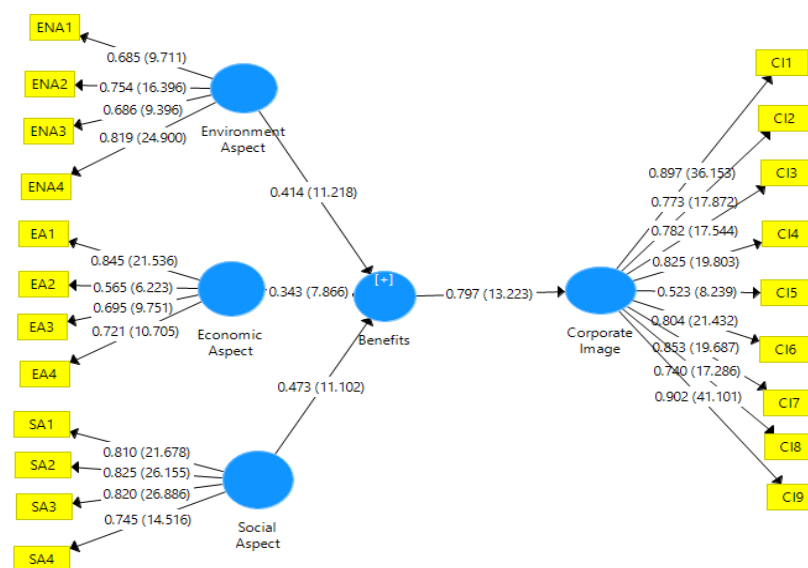 ENA1
0.685 (9.711)
ENA2
0.754 (16.396)
0.686 (9.396)
ENA3
0.819 (24.900)
ENA4
Environment
Aspect
0.414 (11.218)
EA1
0.845 (21.536)
EA2
0.565 (6.223)
0.695 (9.751)
EA3
0.721 (10.705)
EA4
Economic
Aspect
0.343 (7.866)
SA1
0.810 (21.678)
SA2
0.825 (26.155)
0.820 (26.886)
SA3
0.745 (14.516)
SA4
Social
Aspect
0.473 (11.102)
[+]
Benefits
0.797 (13.223)
Corporate
Image
CI1
0.897 (36.153)
CI2
0.773 (17.872)
CI3
0.782 (17.544)
CI4
0.825 (19.803)
CI5
0.523 (8.239)
CI6
0.804 (21.432)
0.853 (19.687)
CI7
0.740 (17.286)
CI8
0.902 (41.101)
CI9